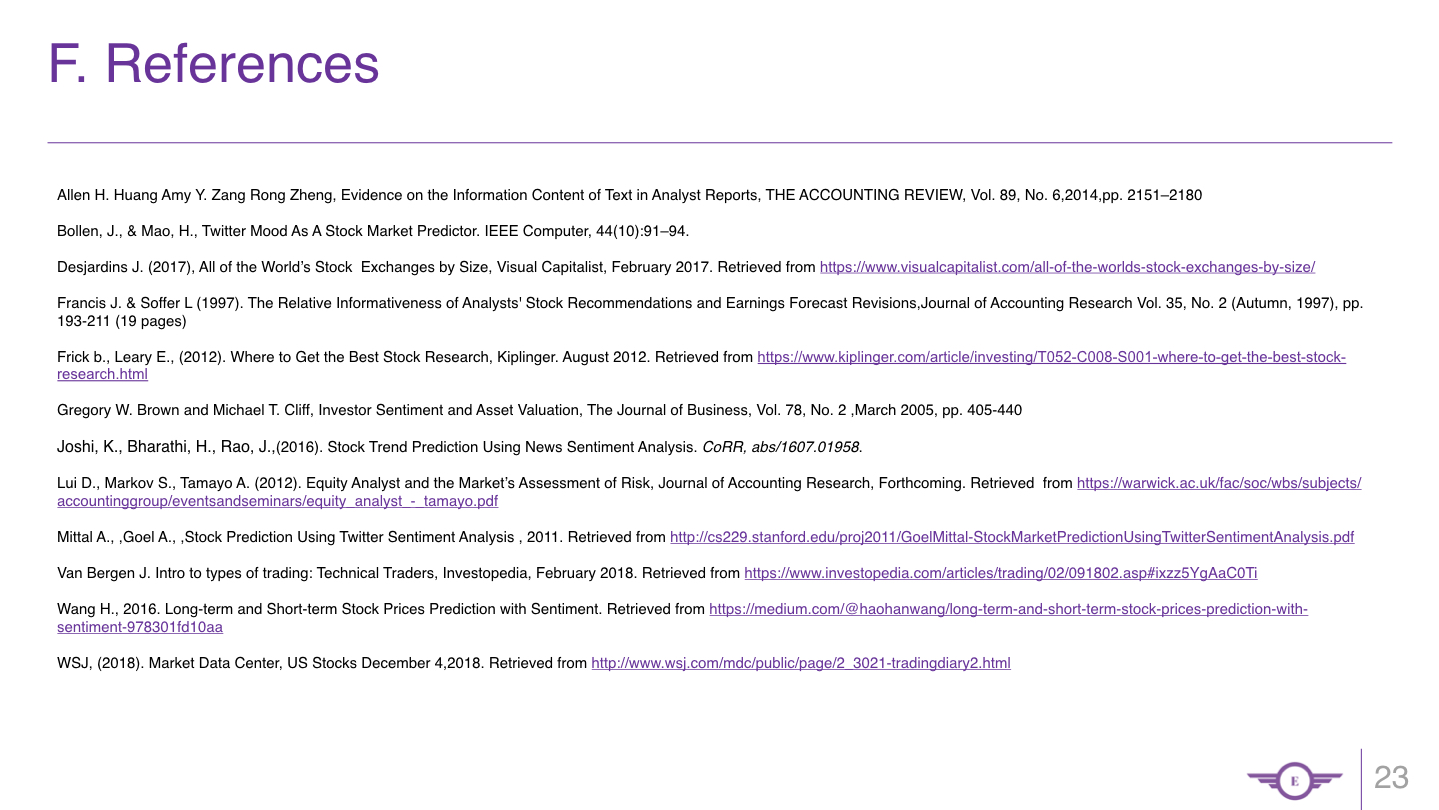 F. References
Allen H. Huang Amy Y. Zang Rong Zheng, Evidence on the Information Content of Text in Analyst Reports, THE ACCOUNTING REVIEW, Vol. 89, No. 6,2014,pp. 2151–2180
Bollen, J., & Mao, H., Twitter Mood As A Stock Market Predictor. IEEE Computer, 44(10):91–94.
Desjardins J. (2017), All of the World’s Stock  Exchanges by Size, Visual Capitalist, February 2017. Retrieved from https://www.visualcapitalist.com/all-of-the-worlds-stock-exchanges-by-size/
Francis J. & Soffer L (1997). The Relative Informativeness of Analysts' Stock Recommendations and Earnings Forecast Revisions,Journal of Accounting Research Vol. 35, No. 2 (Autumn, 1997), pp.
193-211 (19 pages)
Frick b., Leary E., (2012). Where to Get the Best Stock Research, Kiplinger. August 2012. Retrieved from https://www.kiplinger.com/article/investing/T052-C008-S001-where-to-get-the-best-stock-
research.html
Gregory W. Brown and Michael T. Cliff, Investor Sentiment and Asset Valuation, The Journal of Business, Vol. 78, No. 2 ,March 2005, pp. 405-440
Joshi, K., Bharathi, H., Rao, J.,(2016). Stock Trend Prediction Using News Sentiment Analysis. CoRR, abs/1607.01958.
Lui D., Markov S., Tamayo A. (2012). Equity Analyst and the Market’s Assessment of Risk, Journal of Accounting Research, Forthcoming. Retrieved  from https://warwick.ac.uk/fac/soc/wbs/subjects/
accountinggroup/eventsandseminars/equity_analyst_-_tamayo.pdf
Mittal A., ,Goel A., ,Stock Prediction Using Twitter Sentiment Analysis , 2011. Retrieved from http://cs229.stanford.edu/proj2011/GoelMittal-StockMarketPredictionUsingTwitterSentimentAnalysis.pdf
Van Bergen J. Intro to types of trading: Technical Traders, Investopedia, February 2018. Retrieved from https://www.investopedia.com/articles/trading/02/091802.asp#ixzz5YgAaC0Ti
Wang H., 2016. Long-term and Short-term Stock Prices Prediction with Sentiment. Retrieved from https://medium.com/@haohanwang/long-term-and-short-term-stock-prices-prediction-with-
sentiment-978301fd10aa
WSJ, (2018). Market Data Center, US Stocks December 4,2018. Retrieved from http://www.wsj.com/mdc/public/page/2_3021-tradingdiary2.html
E
23